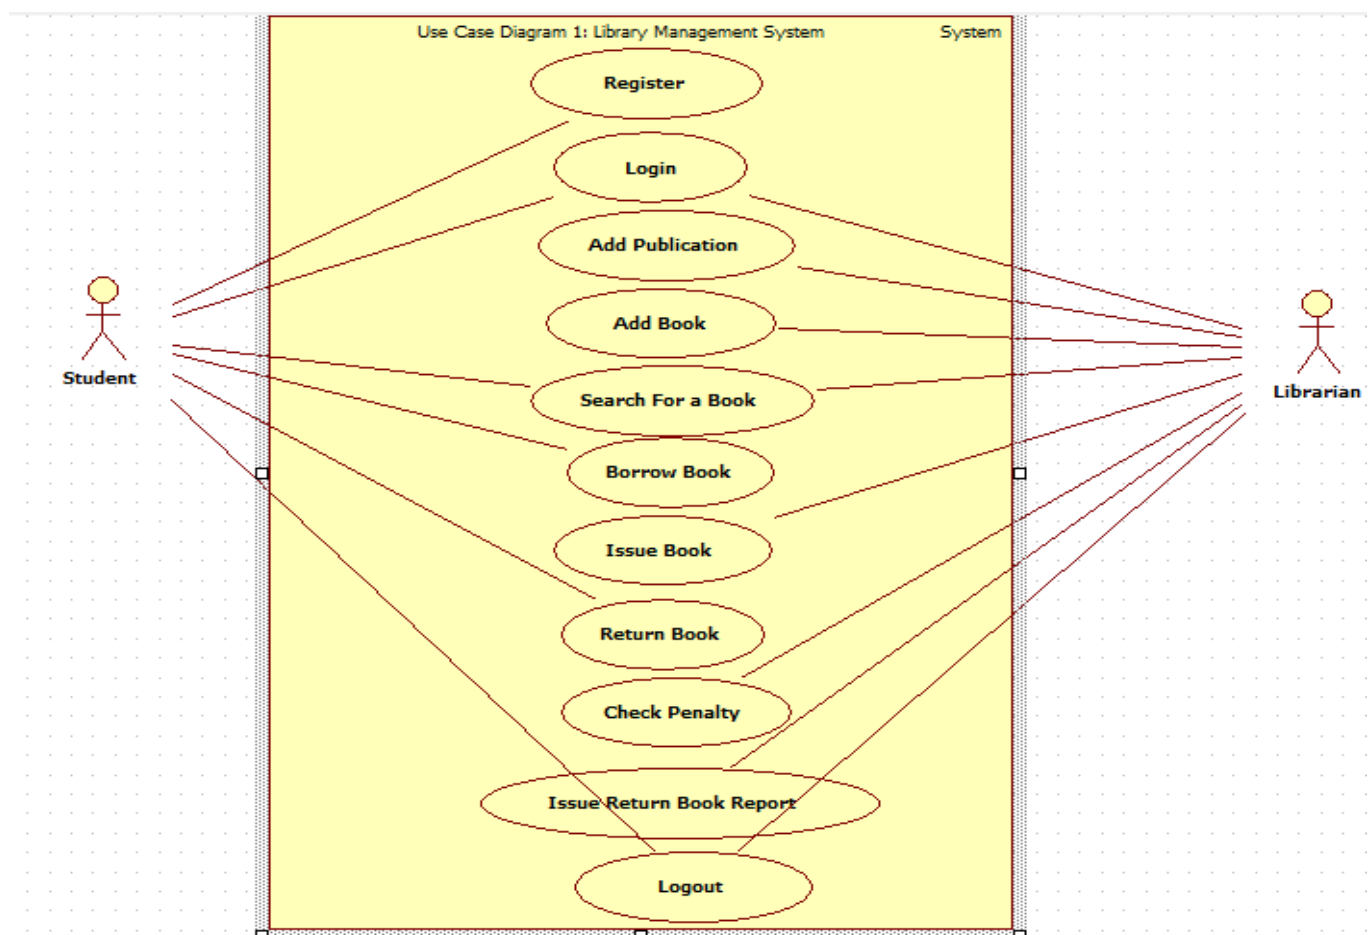 Use Case Diagram 1: Library Management System
System
Register
Login
Add Publication
Add Book
Student
Librarian
Search For a Book
Borrow Book
Issue Book
Return Book
Check Penalty
Issue Return Book Report
Logout